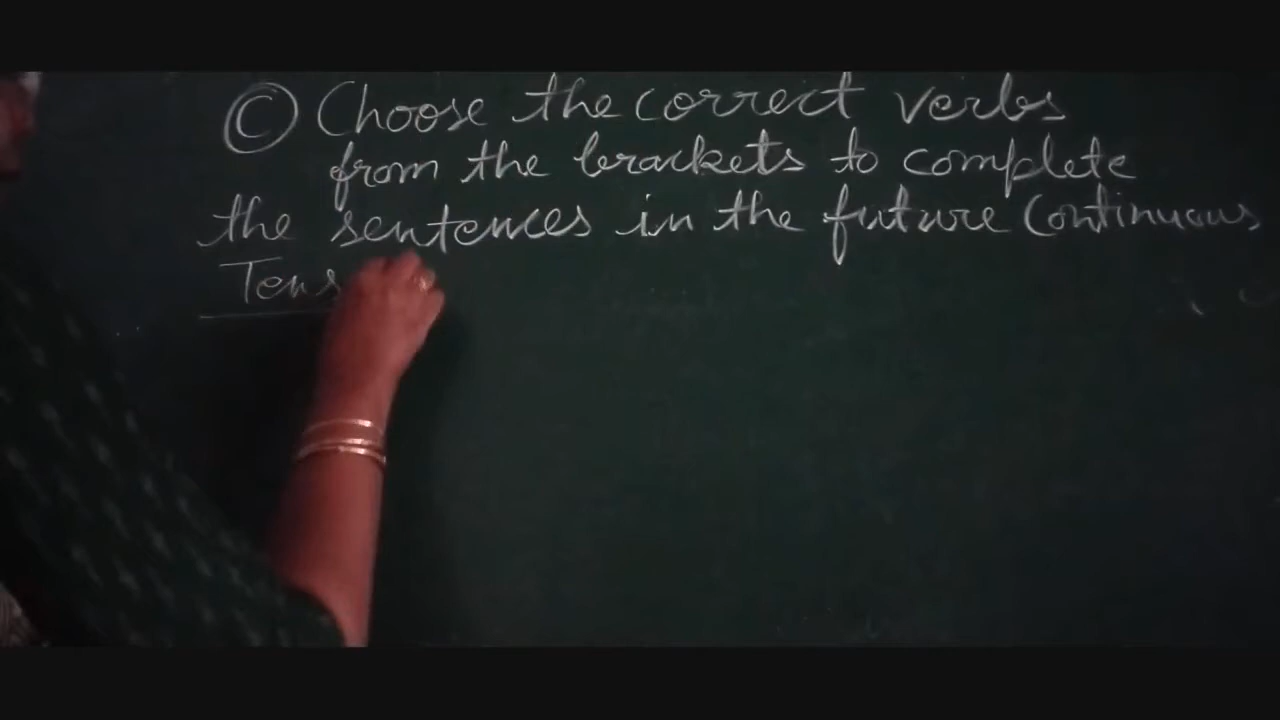 Ⓒ Choose the correct verbs
from the brackets to complete
the sentences in the future Continuous
Tens